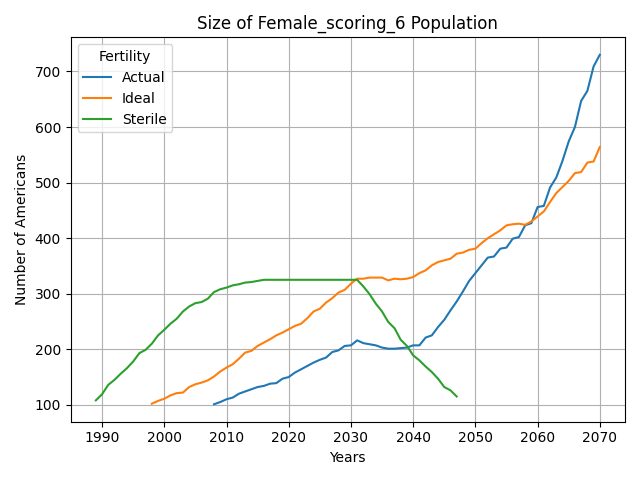 Size of Female_scoring_6 Population
Fertility
Actual
Ideal
Sterile
Number of Americans
700
600
500
400
300
200
100
1990 2000 2010 2020 2030 2040 2050 2060 2070
Years